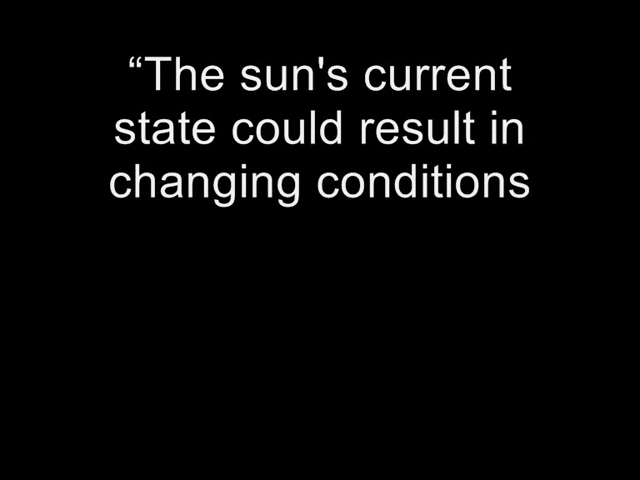 “The sun's current
state could result in
changing conditions